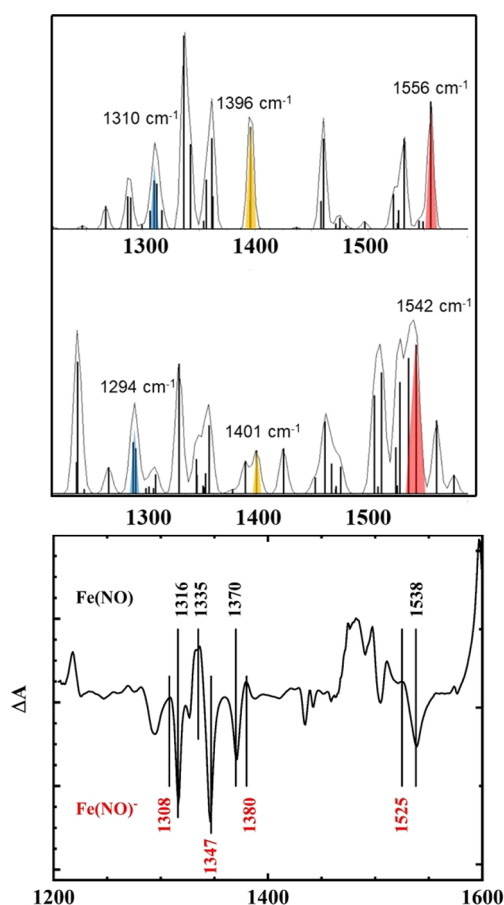 1310 cm⁻¹
1396 cm⁻¹
1556 cm⁻¹
1300
1400
1500
1294 cm⁻¹
1401 cm⁻¹
1542 cm⁻¹
1300
1400
1500
Fe(NO)
1316
1335
1370
1538
ΔA
Fe(NO)⁻
1308
1347
1380
1525
1200
1400
1600